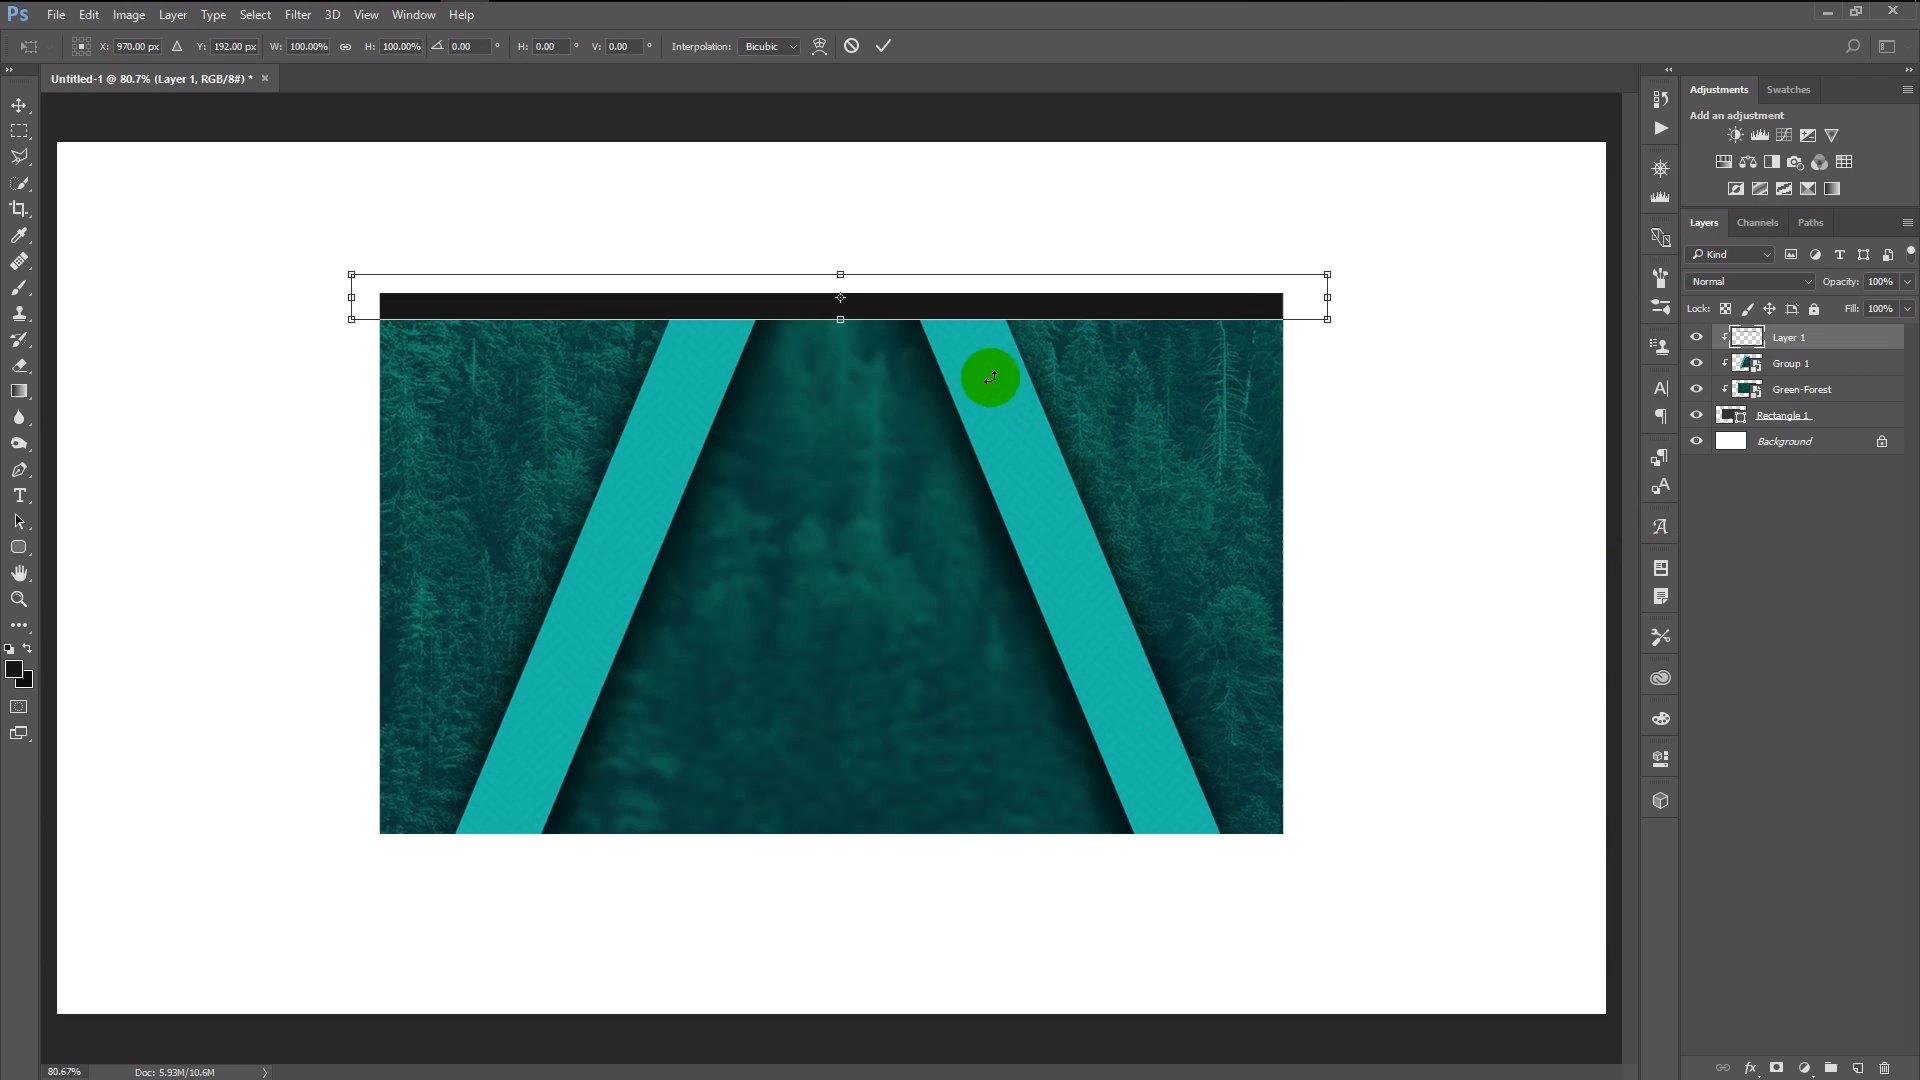 Ps File Edit Image Layer Type Select Filter 3D View Window Help
X: 970.00 px Y: 192.00 px W: 100.00% H: 100.00% 0.00 ° H: 0.00 ° V: 0.00 ° Interpolation: Bicubic
Untitled-1 @ 80.7% (Layer 1, RGB/8#) * ×
Adjustments Swatches
Add an adjustment
Layers Channels Paths
Kind
Normal Opacity: 100%
Lock: Fill: 100%
Layer 1
Group 1
Green-Forest
Rectangle 1
Background
80.67% Doc: 5.93M/10.6M